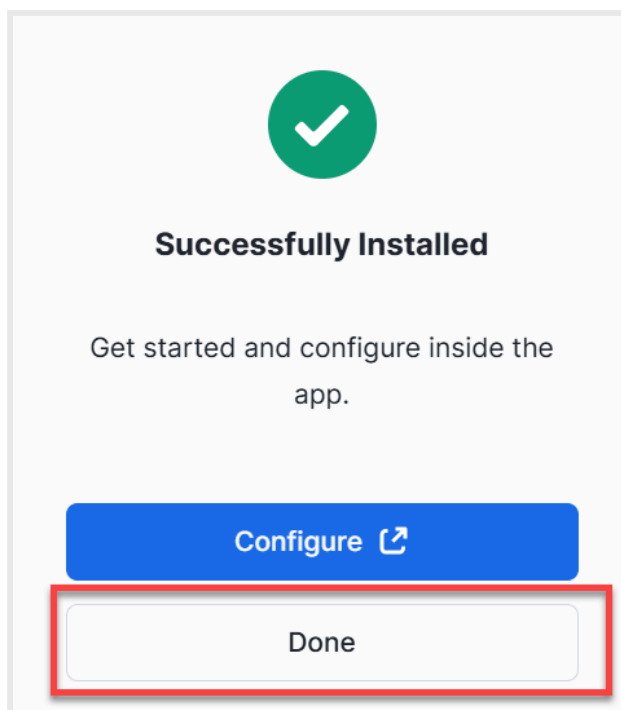 Successfully Installed
Get started and configure inside the
app.
Configure
Done